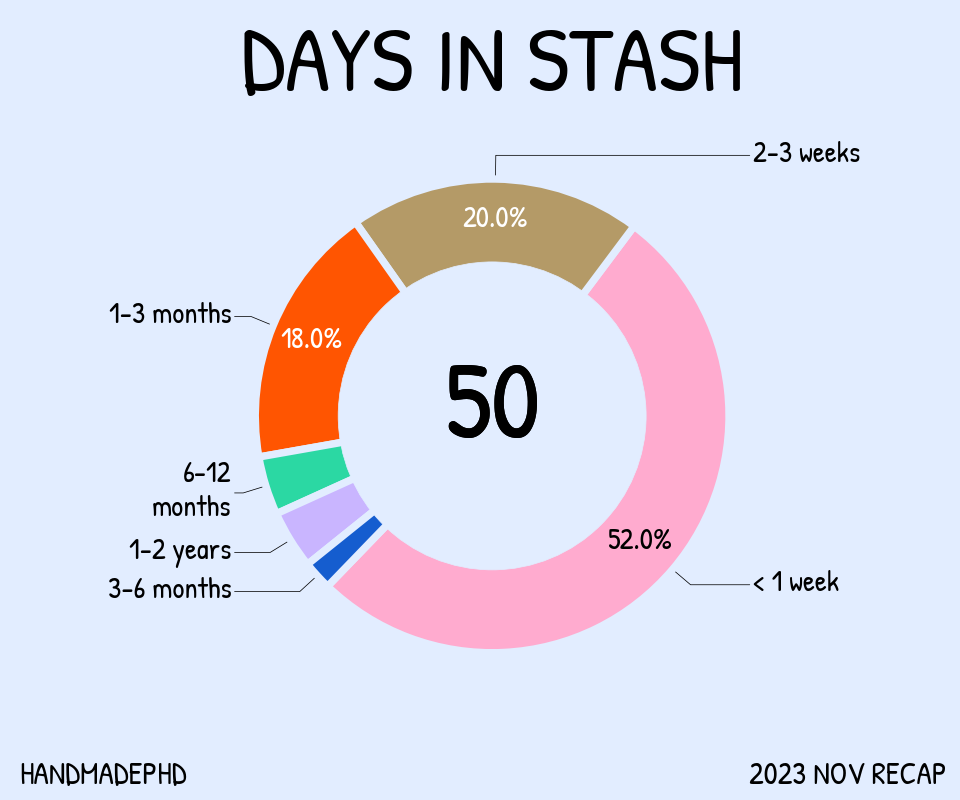 DAYS IN STASH
2-3 weeks
20.0%
1-3 months
18.0%
50
6-12
months
1-2 years
3-6 months
52.0%
< 1 week
HANDMADEPHD
2023 NOV RECAP